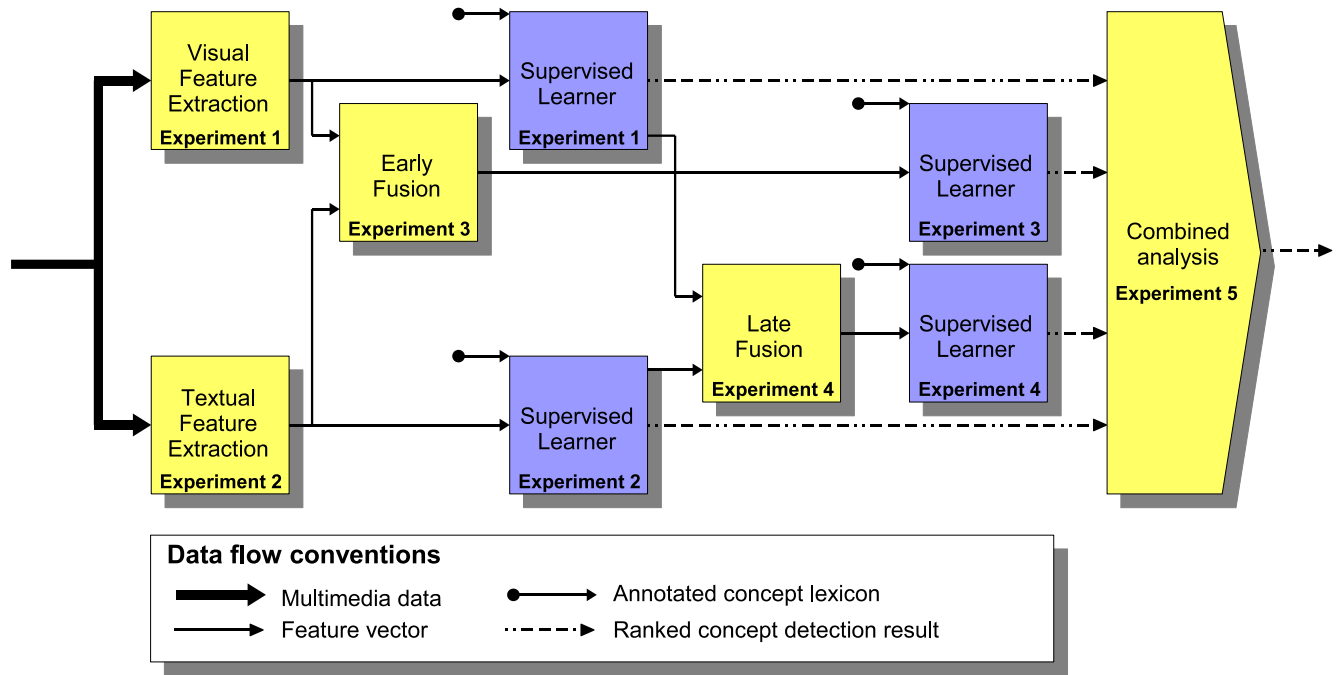 Visual
Feature
Extraction
Experiment 1
Supervised
Learner
Experiment 1
Early
Fusion
Experiment 3
Supervised
Learner
Experiment 3
Combined
analysis
Experiment 5
Late
Fusion
Experiment 4
Supervised
Learner
Experiment 4
Textual
Feature
Extraction
Experiment 2
Supervised
Learner
Experiment 2
Data flow conventions
Multimedia data
Annotated concept lexicon
Feature vector
Ranked concept detection result